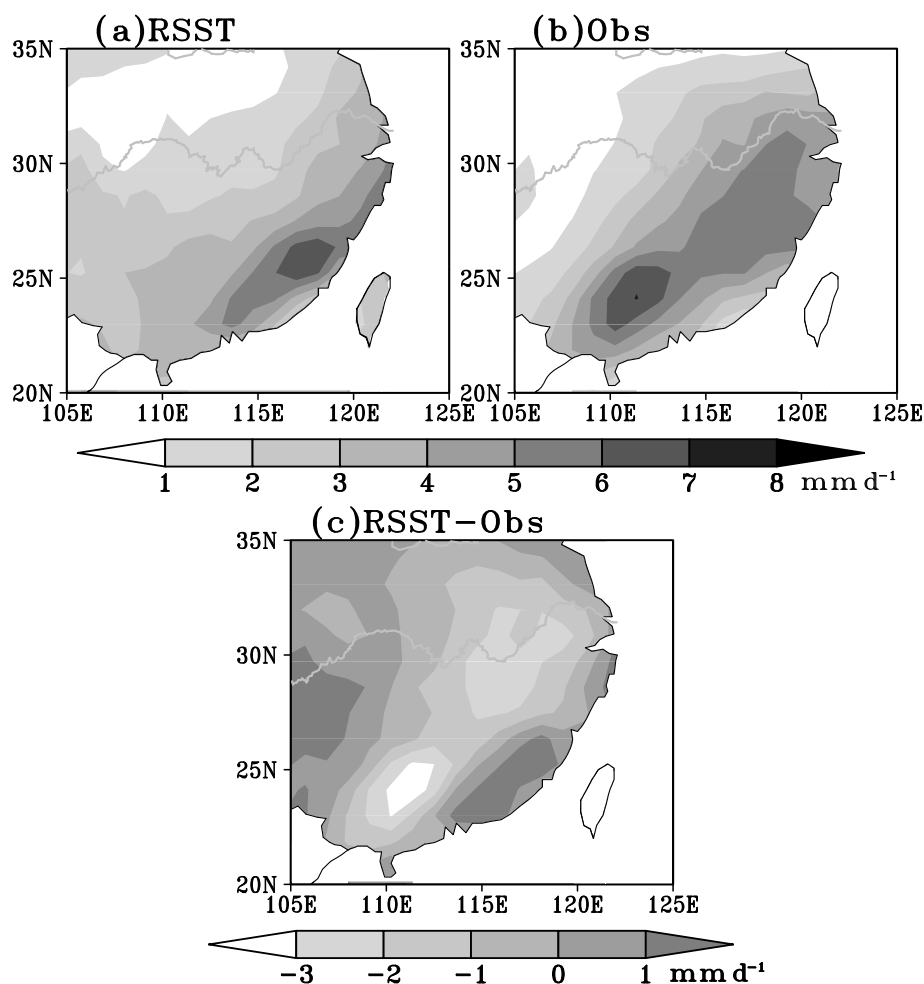 (a)RSST (b)Obs
35N 35N
30N 30N
25N 25N
20N 20N
105E 110E 115E 120E 125E 105E 110E 115E 120E 125E
1 2 3 4 5 6 7 8 mm d⁻¹
(c)RSST−Obs
35N
30N
25N
20N
105E 110E 115E 120E 125E
−3 −2 −1 0 1 mm d⁻¹